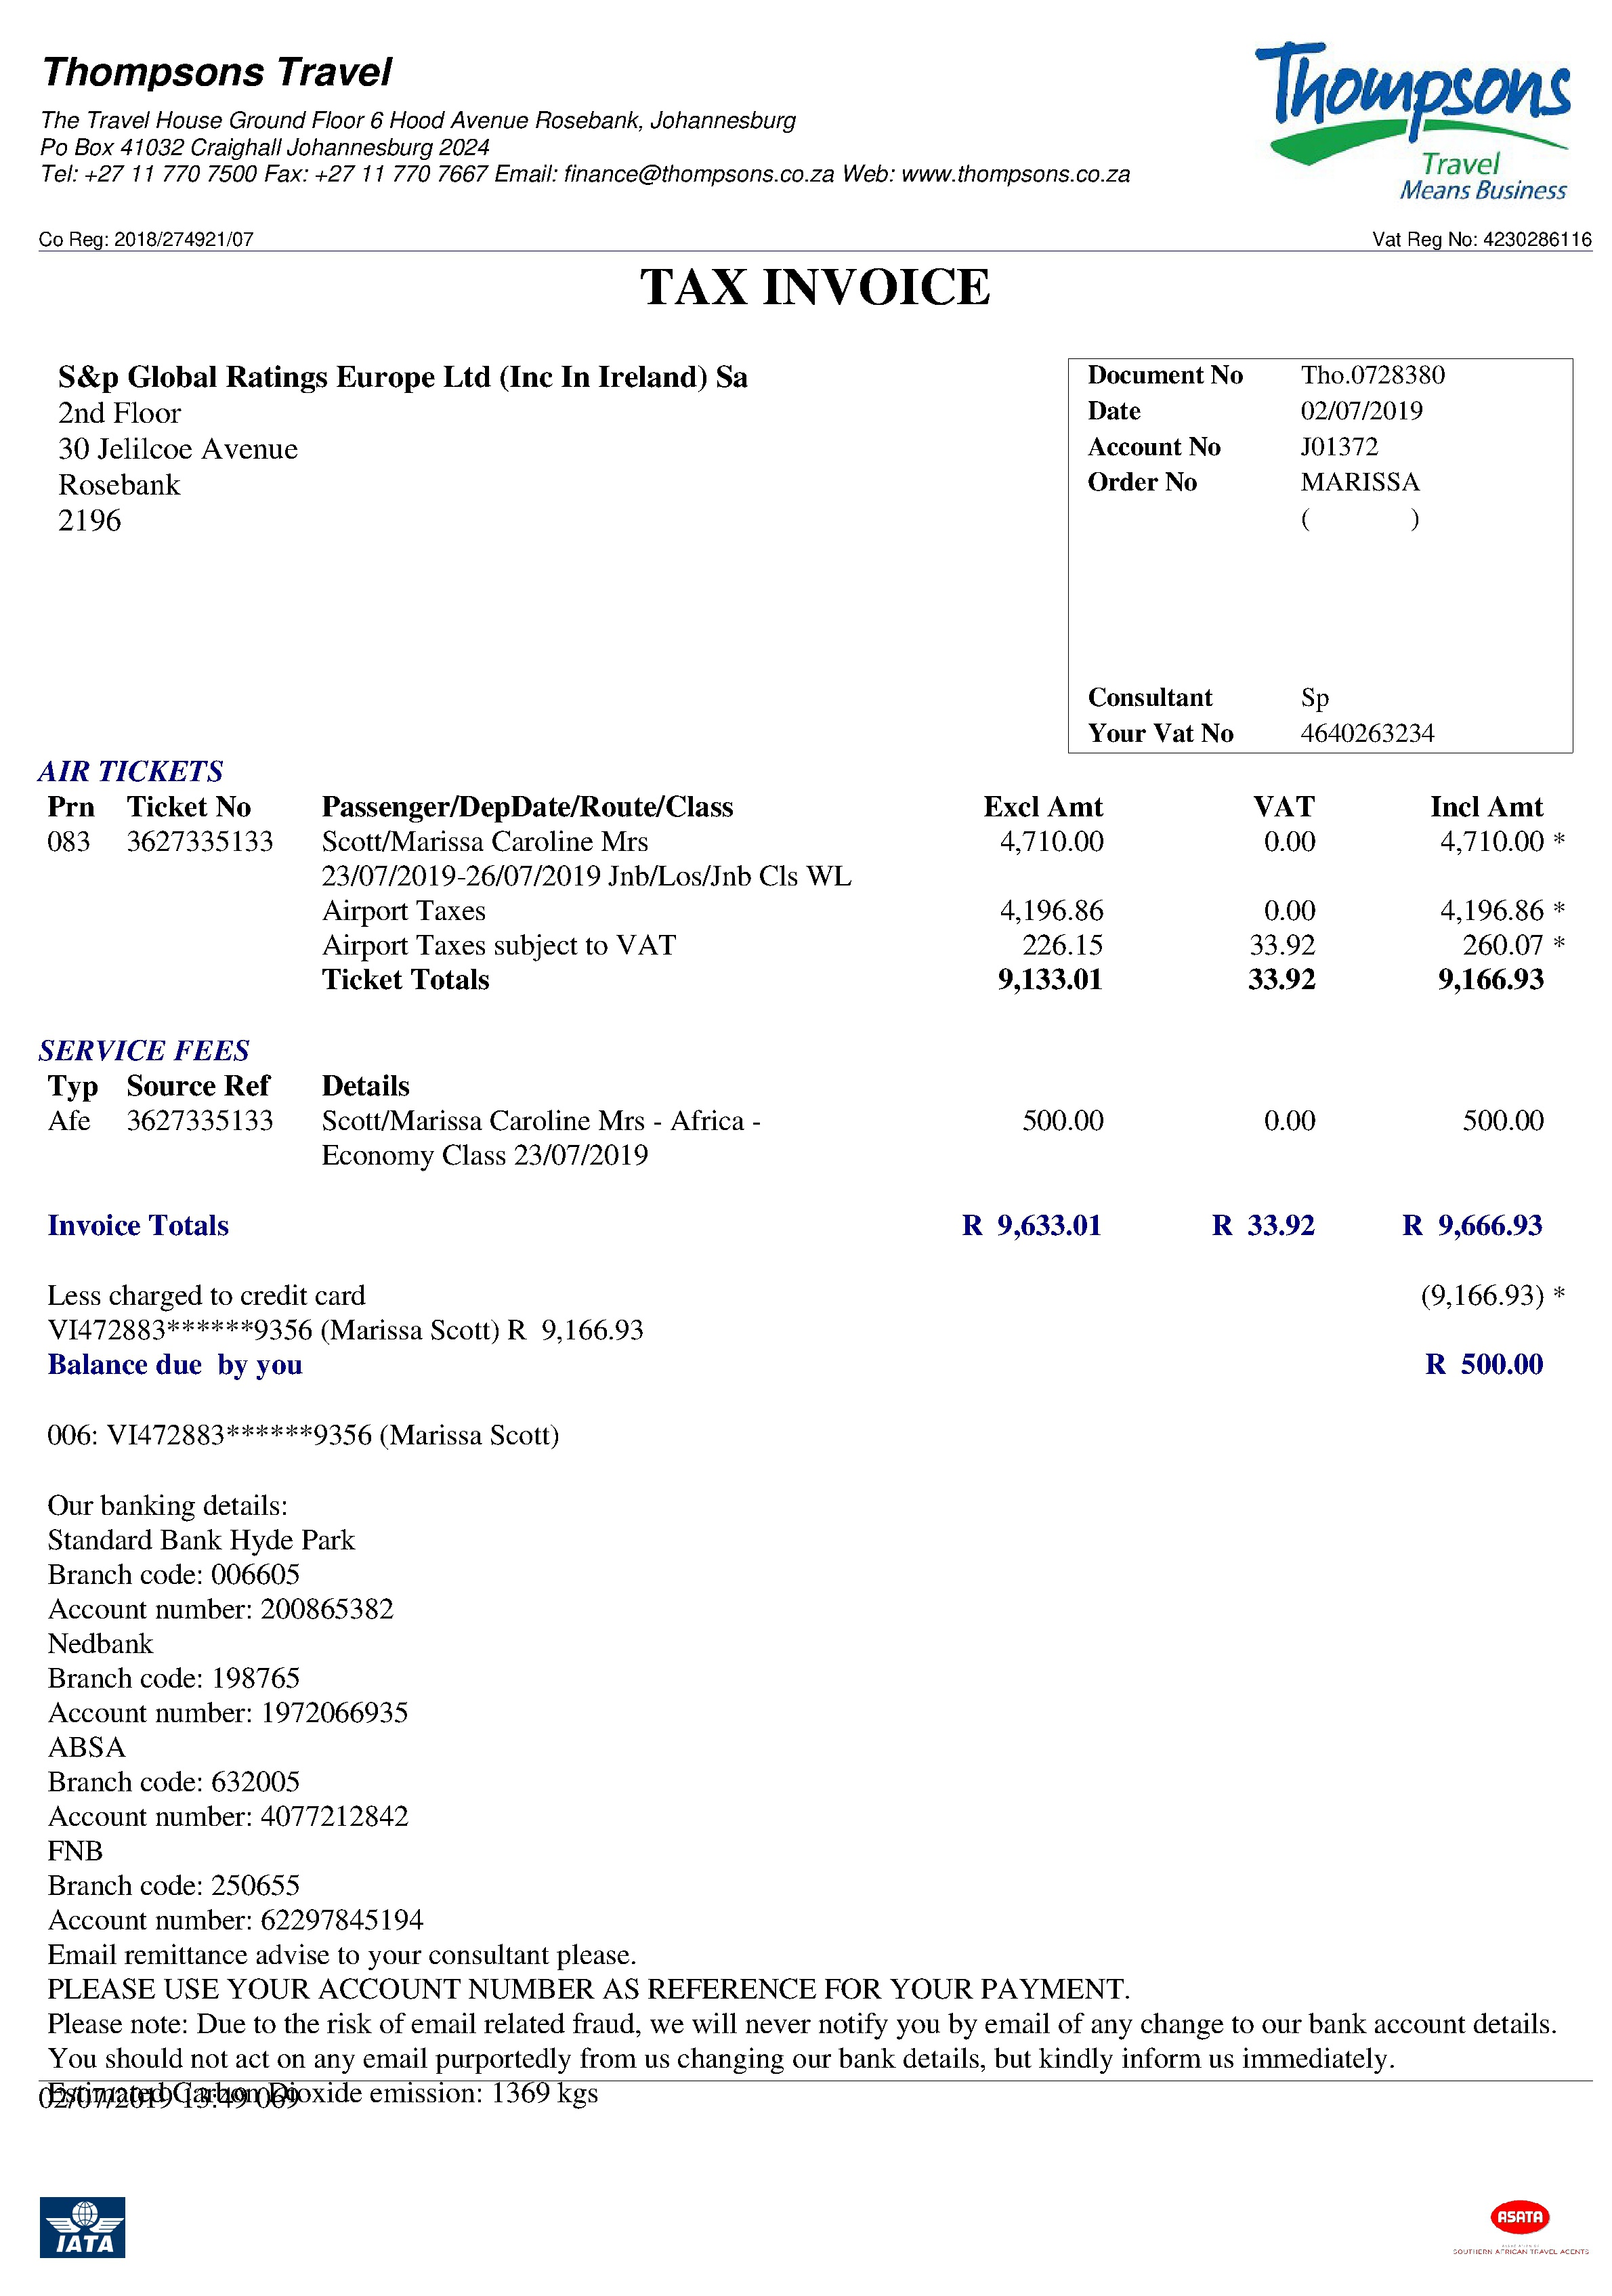 Thompsons Travel
The Travel House Ground Floor 6 Hood Avenue Rosebank, Johannesburg
Po Box 41032 Craighall Johannesburg 2024
Tel: +27 11 770 7500 Fax: +27 11 770 7667 Email: finance@thompsons.co.za Web: www.thompsons.co.za
Thompsons
Travel
Means Business
Co Reg: 2018/274921/07 Vat Reg No: 4230286116
TAX INVOICE
S&p Global Ratings Europe Ltd (Inc In Ireland) Sa
2nd Floor
30 Jelilcoe Avenue
Rosebank
2196
Document No Tho.0728380
Date 02/07/2019
Account No J01372
Order No MARISSA
( )
Consultant Sp
Your Vat No 4640263234
AIR TICKETS
Prn Ticket No Passenger/DepDate/Route/Class Excl Amt VAT Incl Amt
083 3627335133 Scott/Marissa Caroline Mrs 4,710.00 0.00 4,710.00 *
23/07/2019-26/07/2019 Jnb/Los/Jnb Cls WL
Airport Taxes 4,196.86 0.00 4,196.86 *
Airport Taxes subject to VAT 226.15 33.92 260.07 *
Ticket Totals 9,133.01 33.92 9,166.93
SERVICE FEES
Typ Source Ref Details
Afe 3627335133 Scott/Marissa Caroline Mrs - Africa - 500.00 0.00 500.00
Economy Class 23/07/2019
Invoice Totals R 9,633.01 R 33.92 R 9,666.93
Less charged to credit card (9,166.93) *
VI472883******9356 (Marissa Scott) R 9,166.93
Balance due by you R 500.00
006: VI472883******9356 (Marissa Scott)
Our banking details:
Standard Bank Hyde Park
Branch code: 006605
Account number: 200865382
Nedbank
Branch code: 198765
Account number: 1972066935
ABSA
Branch code: 632005
Account number: 4077212842
FNB
Branch code: 250655
Account number: 62297845194
Email remittance advise to your consultant please.
PLEASE USE YOUR ACCOUNT NUMBER AS REFERENCE FOR YOUR PAYMENT.
Please note: Due to the risk of email related fraud, we will never notify you by email of any change to our bank account details.
You should not act on any email purportedly from us changing our bank details, but kindly inform us immediately.
Estimated Carbon Dioxide emission: 1369 kgs
02/07/2019 13:49 069
IATA
ASATA
SOUTHERN AFRICAN TRAVEL AGENTS